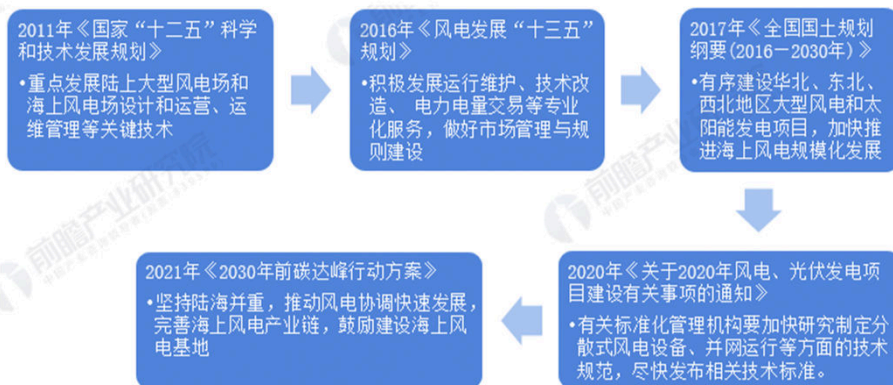 2011年《国家“十二五”科学
和技术发展规划》
•重点发展陆上大型风电场和
海上风电场设计和运营、运
维管理等关键技术
2016年《风电发展“十三五”
规划》
•积极发展运行维护、技术改
造、 电力电量交易等专业
化服务，做好市场管理与规
则建设
2017年《全国国土规划
纲要(2016－2030年)》
•有序建设华北、东北、
西北地区大型风电和太
阳能发电项目，加快推
进海上风电规模化发展
2020年《关于2020年风电、光伏发电项
目建设有关事项的通知》
•有关标准化管理机构要加快研究制定分
散式风电设备、并网运行等方面的技术
规范，尽快发布相关技术标准。
2021年《2030年前碳达峰行动方案》
•坚持陆海并重，推动风电协调快速发展，
完善海上风电产业链，鼓励建设海上风
电基地
前瞻产业研究院
前瞻产业研究院